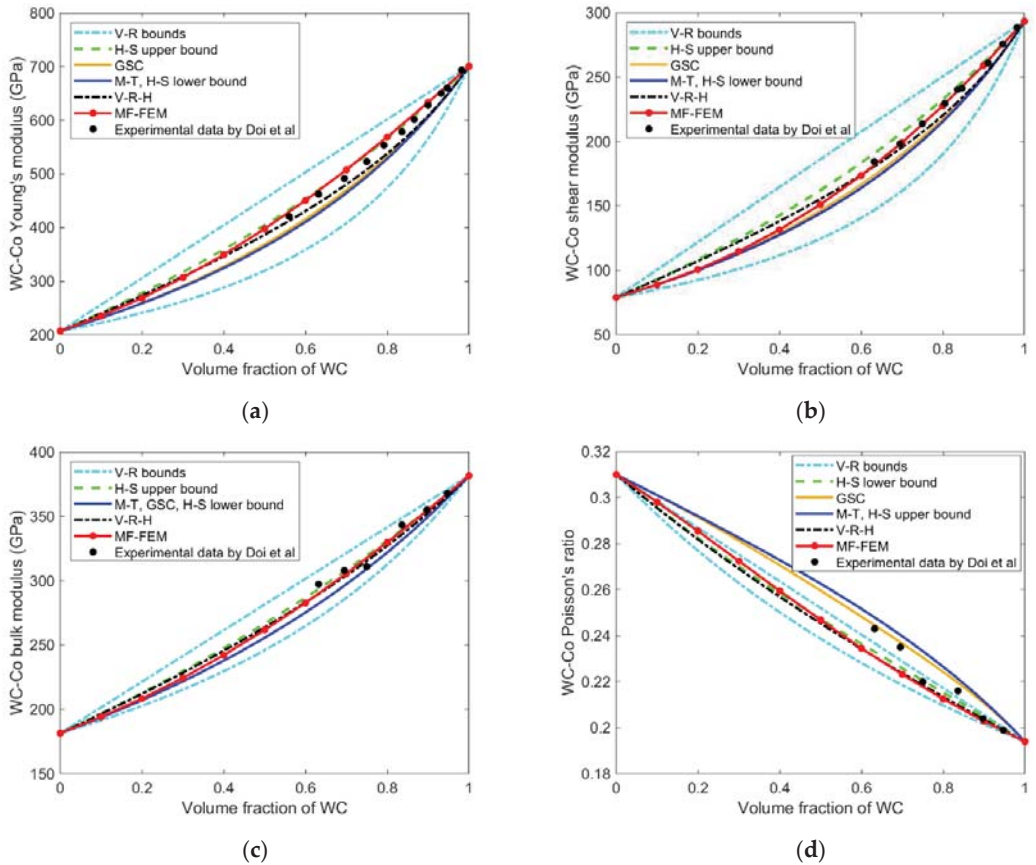 (a)
WC-Co Young's modulus (GPa)
800
700
600
500
400
300
200
V-R bounds
H-S upper bound
GSC
M-T, H-S lower bound
V-R-H
MF-FEM
Experimental data by Doi et al
0
0.2
0.4
0.6
0.8
1
Volume fraction of WC
(b)
WC-Co shear modulus (GPa)
300
250
200
150
100
50
V-R bounds
H-S upper bound
GSC
M-T, H-S lower bound
V-R-H
MF-FEM
Experimental data by Doi et al
0
0.2
0.4
0.6
0.8
1
Volume fraction of WC
(c)
WC-Co bulk modulus (GPa)
400
350
300
250
200
150
V-R bounds
H-S upper bound
M-T, GSC, H-S lower bound
V-R-H
MF-FEM
Experimental data by Doi et al
0
0.2
0.4
0.6
0.8
1
Volume fraction of WC
(d)
WC-Co Poisson's ratio
0.32
0.3
0.28
0.26
0.24
0.22
0.2
0.18
V-R bounds
H-S lower bound
GSC
M-T, H-S upper bound
V-R-H
MF-FEM
Experimental data by Doi et al
0
0.2
0.4
0.6
0.8
1
Volume fraction of WC